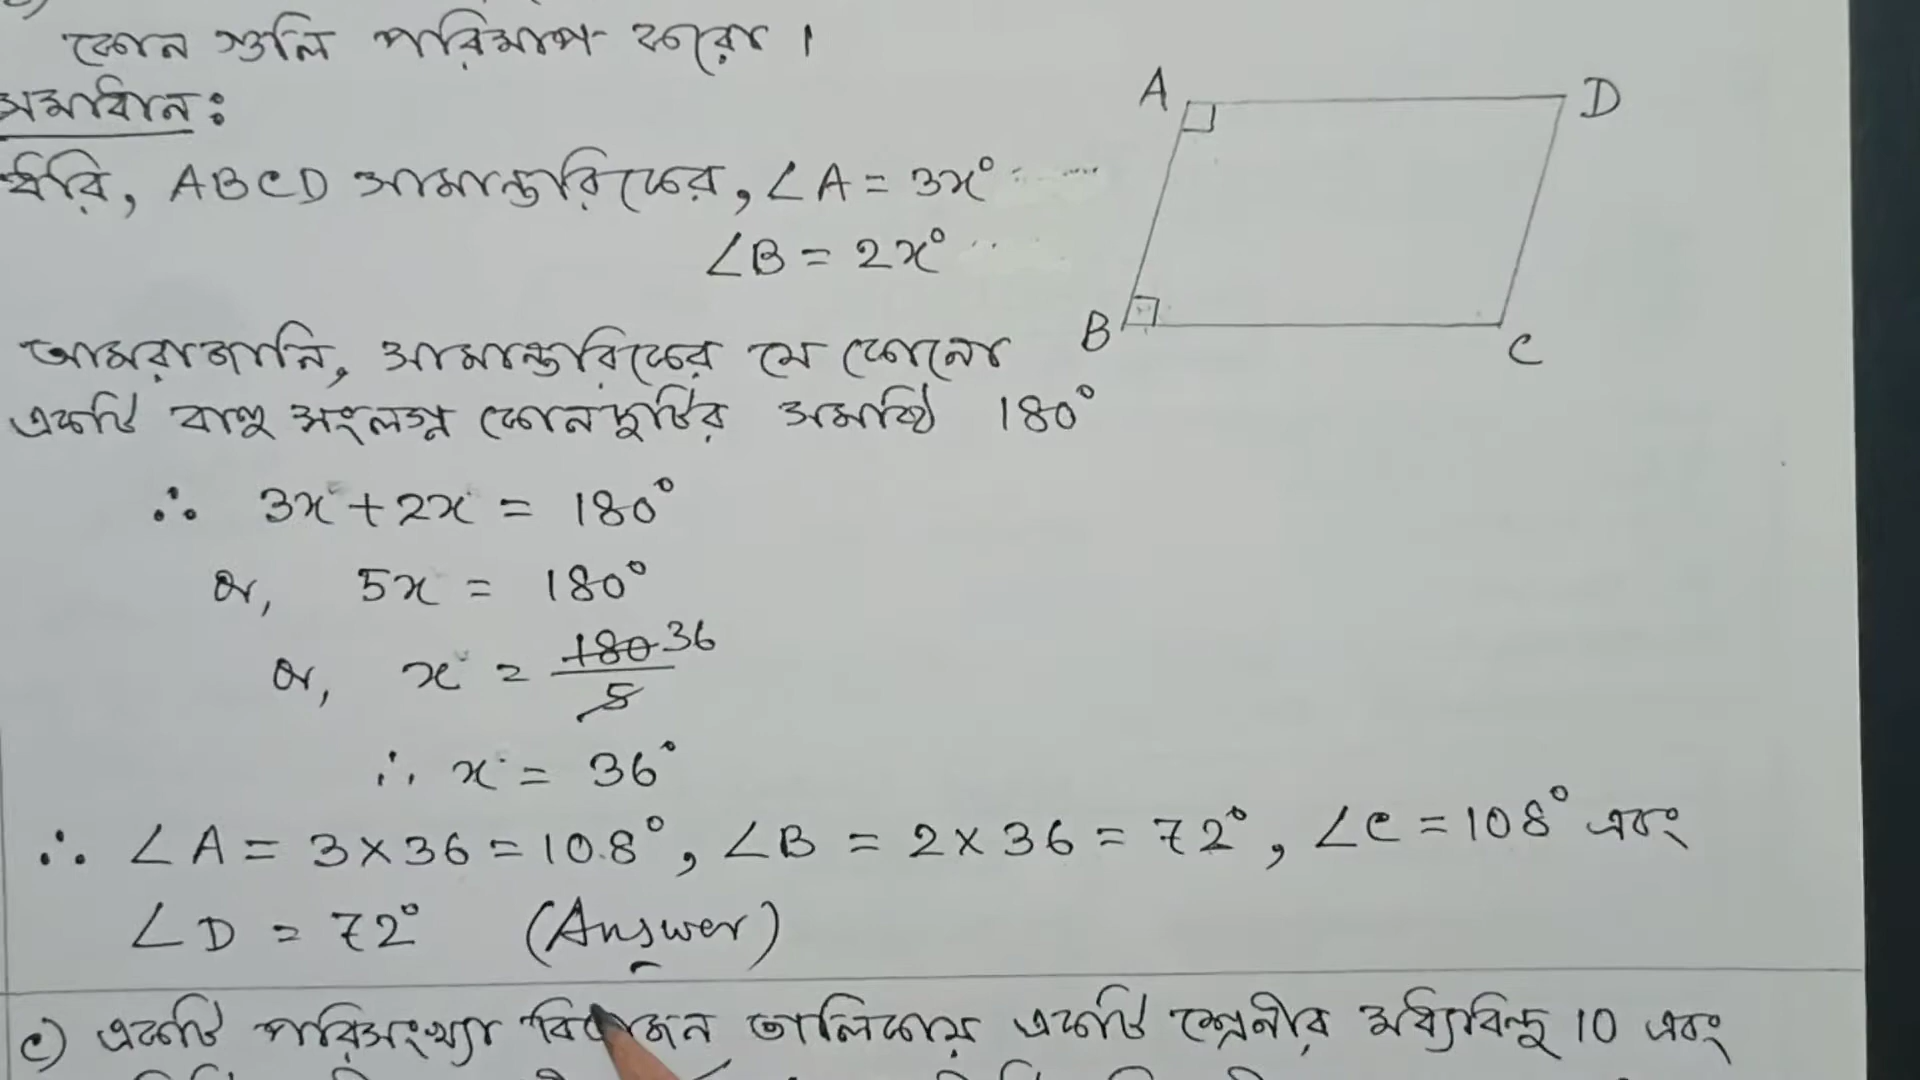 কোন গুলি পরিমাপ করো ।
সমাধান :
ধরি, ABCD সামান্তরিকের, ∠A = 3x°
∠B = 2x°
A
D
B
C
আমরা জানি, সামান্তরিকের যে কোনো
একটি বাহু সংলগ্ন কোনদুটির সমষ্ঠি 180°
∴ 3x + 2x = 180°
or, 5x = 180°
or, x = 180 36
5
∴ x = 36°
∴ ∠A = 3×36 = 108°, ∠B = 2×36 = 72°, ∠C = 108° এবং
∠D = 72° (Answer)
e) একটি পরিসংখ্যা বিভাজন তালিকায় একটি শ্রেনীর মধ্যবিন্দু 10 এবং